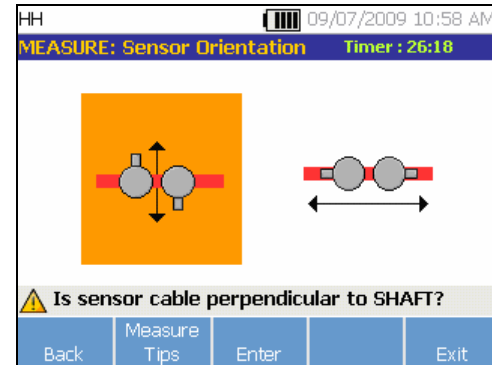 HH 09/07/2009 10:58 AM
MEASURE: Sensor Orientation Timer : 26:18
Is sensor cable perpendicular to SHAFT?
Back Measure Tips Enter Exit